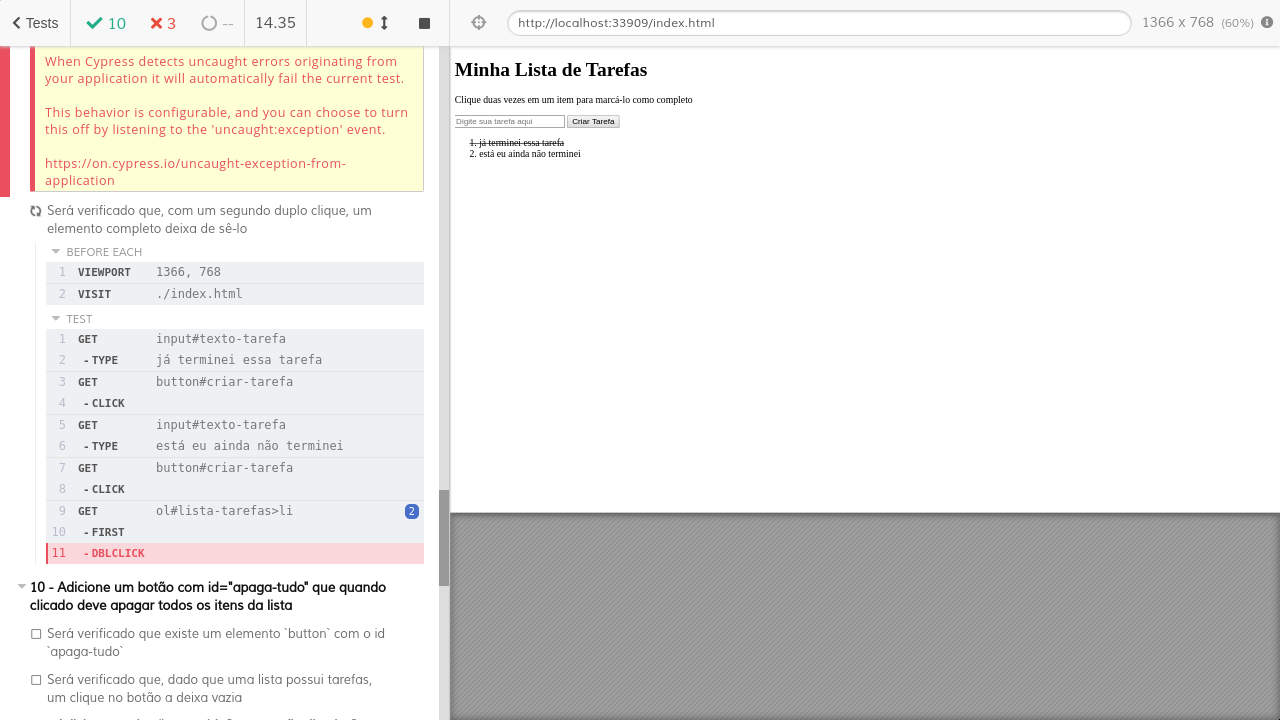 Tests
10
3
--
14.35
http://localhost:33909/index.html
1366 x 768 (60%)
When Cypress detects uncaught errors originating from
your application it will automatically fail the current test.
This behavior is configurable, and you can choose to turn
this off by listening to the 'uncaught:exception' event.
https://on.cypress.io/uncaught-exception-from-
application
Será verificado que, com um segundo duplo clique, um
elemento completo deixa de sê-lo
BEFORE EACH
1 VIEWPORT 1366, 768
2 VISIT ./index.html
TEST
1 GET input#texto-tarefa
2 -TYPE já terminei essa tarefa
3 GET button#criar-tarefa
4 -CLICK
5 GET input#texto-tarefa
6 -TYPE está eu ainda não terminei
7 GET button#criar-tarefa
8 -CLICK
9 GET ol#lista-tarefas>li 2
10 -FIRST
11 -DBLCLICK
10 - Adicione um botão com id="apaga-tudo" que quando
clicado deve apagar todos os itens da lista
Será verificado que existe um elemento `button` com o id
`apaga-tudo`
Será verificado que, dado que uma lista possui tarefas,
um clique no botão a deixa vazia
Minha Lista de Tarefas
Clique duas vezes em um item para marcá-lo como completo
Digite sua tarefa aqui
Criar Tarefa
1. já terminei essa tarefa
2. está eu ainda não terminei